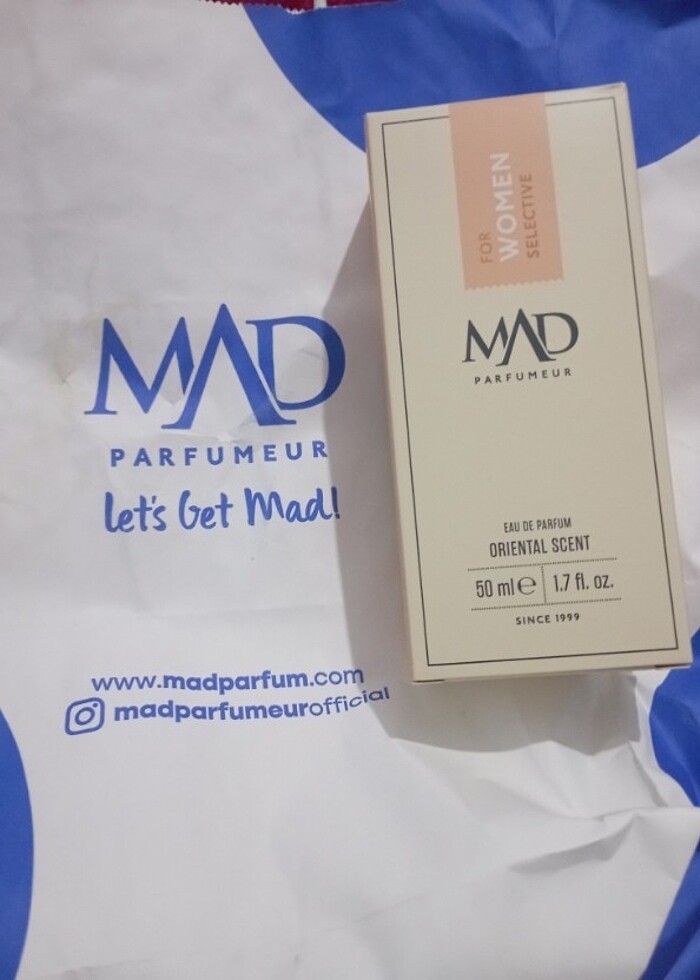 MAD
PARFUMEUR
Let's Get Mad!
www.madparfum.com
madparfumeurofficial
FOR
WOMEN
SELECTIVE
MAD
PARFUMEUR
EAU DE PARFUM
ORIENTAL SCENT
50 ml ℮ 1.7 fl. oz.
SINCE 1999